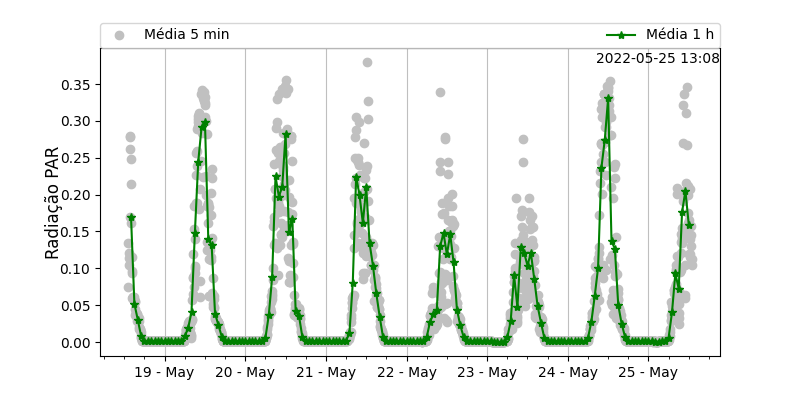 Média 5 min
Média 1 h
2022-05-25 13:08
Radiação PAR
0.35
0.30
0.25
0.20
0.15
0.10
0.05
0.00
19 - May
20 - May
21 - May
22 - May
23 - May
24 - May
25 - May